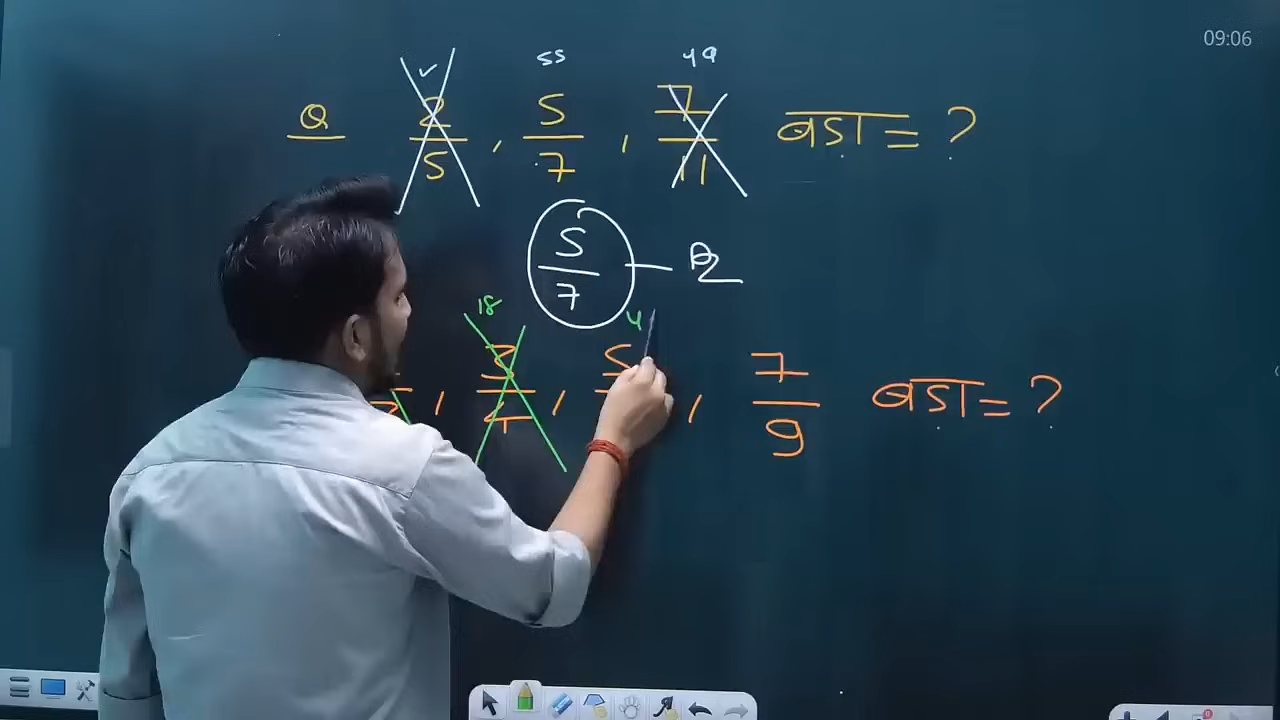 09:06
55 49
Q 2/5 , 5/7 , 7/11 बड़ा = ?
5/7
18 4
, 3/4 , 5 , 7/9 बड़ा = ?